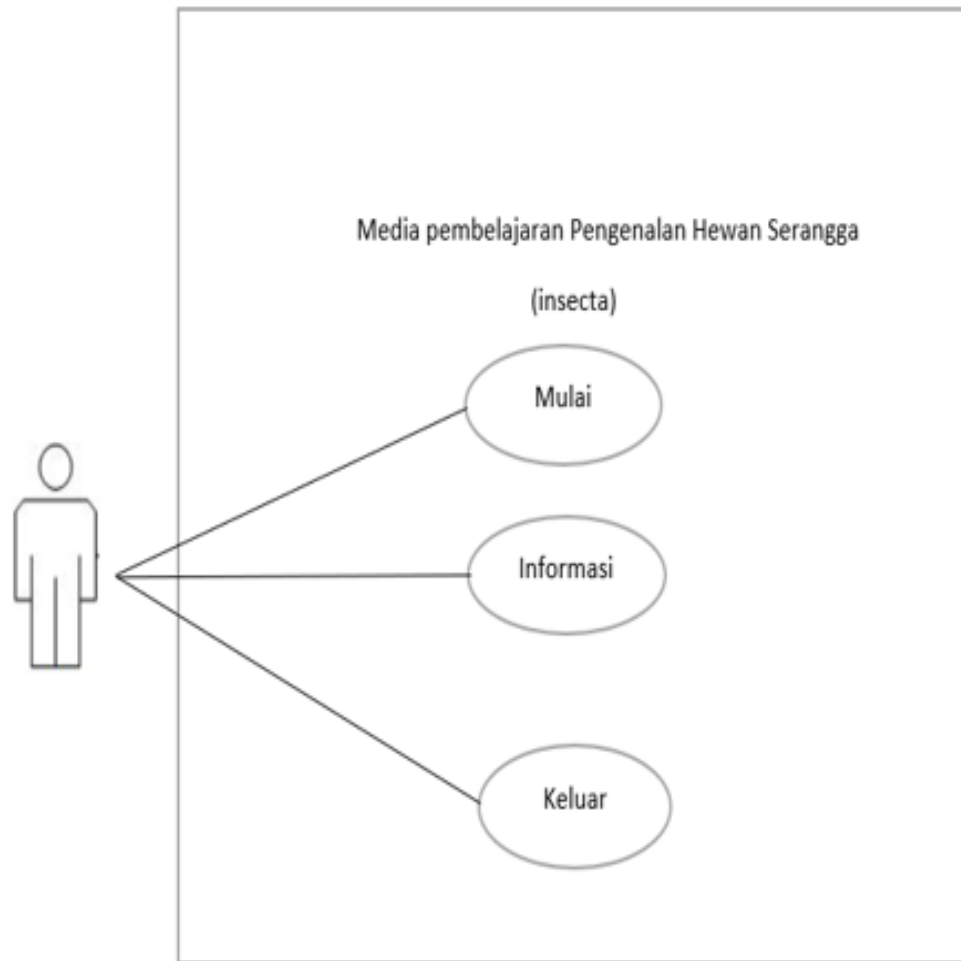 Media pembelajaran Pengenalan Hewan Serangga
(insecta)
Mulai
Informasi
Keluar